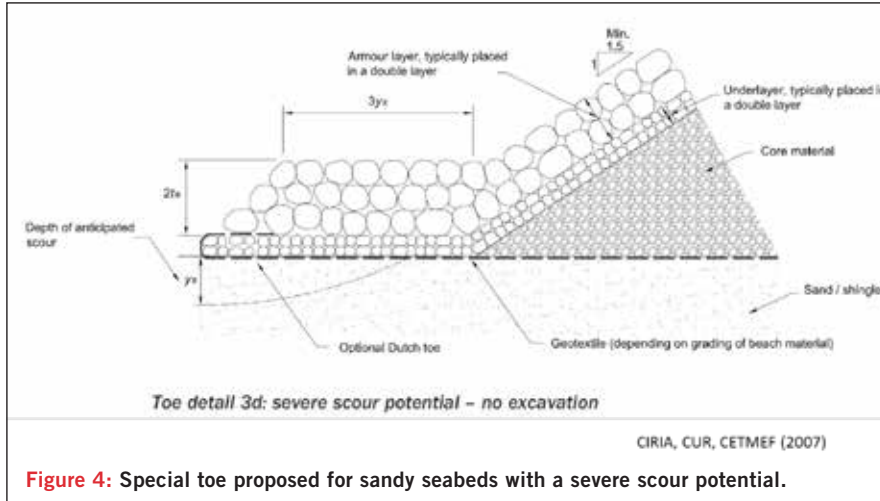 Min.
1.5
1
Armour layer, typically placed
in a double layer
Underlayer, typically placed in
a double layer
3ys
Core material
2ts
Depth of anticipated
scour
ys
Sand / shingle
Optional Dutch toe
Geotextile (depending on grading of beach material)
Toe detail 3d: severe scour potential – no excavation
CIRIA, CUR, CETMEF (2007)
Figure 4: Special toe proposed for sandy seabeds with a severe scour potential.